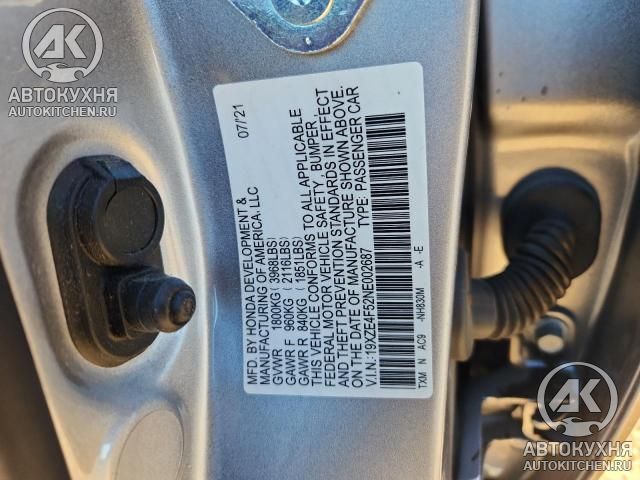 AK
АВТОКУХНЯ
AUTOKITCHEN.RU
07/'21
MFD. BY HONDA DEVELOPMENT &
MANUFACTURING OF AMERICA, LLC
GVWR 1800KG(3968LBS)
GAWR F 960KG (2116LBS)
GAWR R 840KG (1851LBS)
THIS VEHICLE CONFORMS TO ALL APPLICABLE
FEDERAL MOTOR VEHICLE SAFETY, BUMPER,
AND THEFT PREVENTION STANDARDS IN EFFECT
ON THE DATE OF MANUFACTURE SHOWN ABOVE.
V.I.N.:19XZE4F52NE002687 TYPE: PASSENGER CAR
TXM N AC9 -NH830M -A -E
AK
АВТОКУХНЯ
AUTOKITCHEN.RU